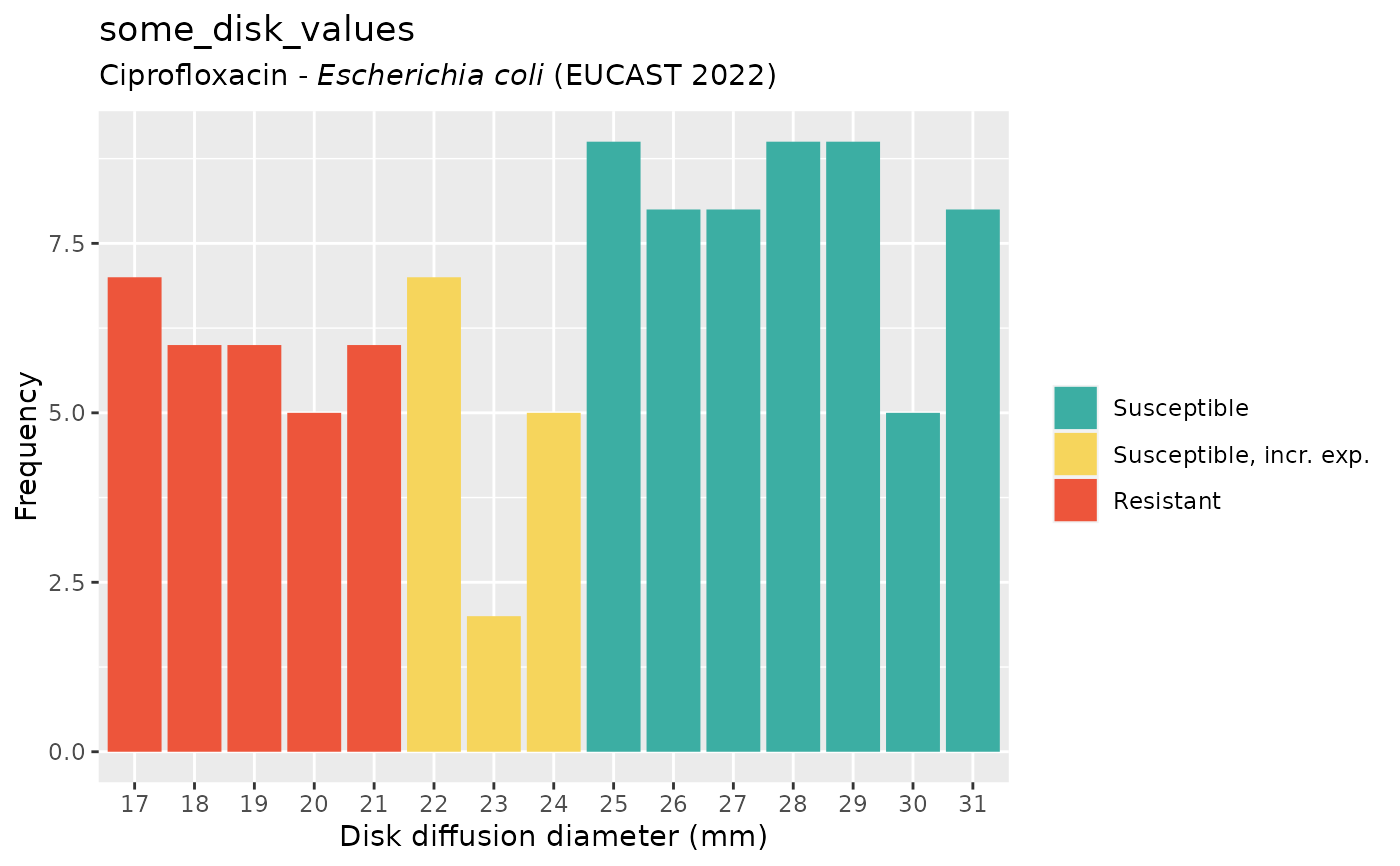 some_disk_values
Ciprofloxacin - Escherichia coli (EUCAST 2022)
Frequency
7.5
5.0
2.5
0.0
17 18 19 20 21 22 23 24 25 26 27 28 29 30 31
Disk diffusion diameter (mm)
Susceptible
Susceptible, incr. exp.
Resistant